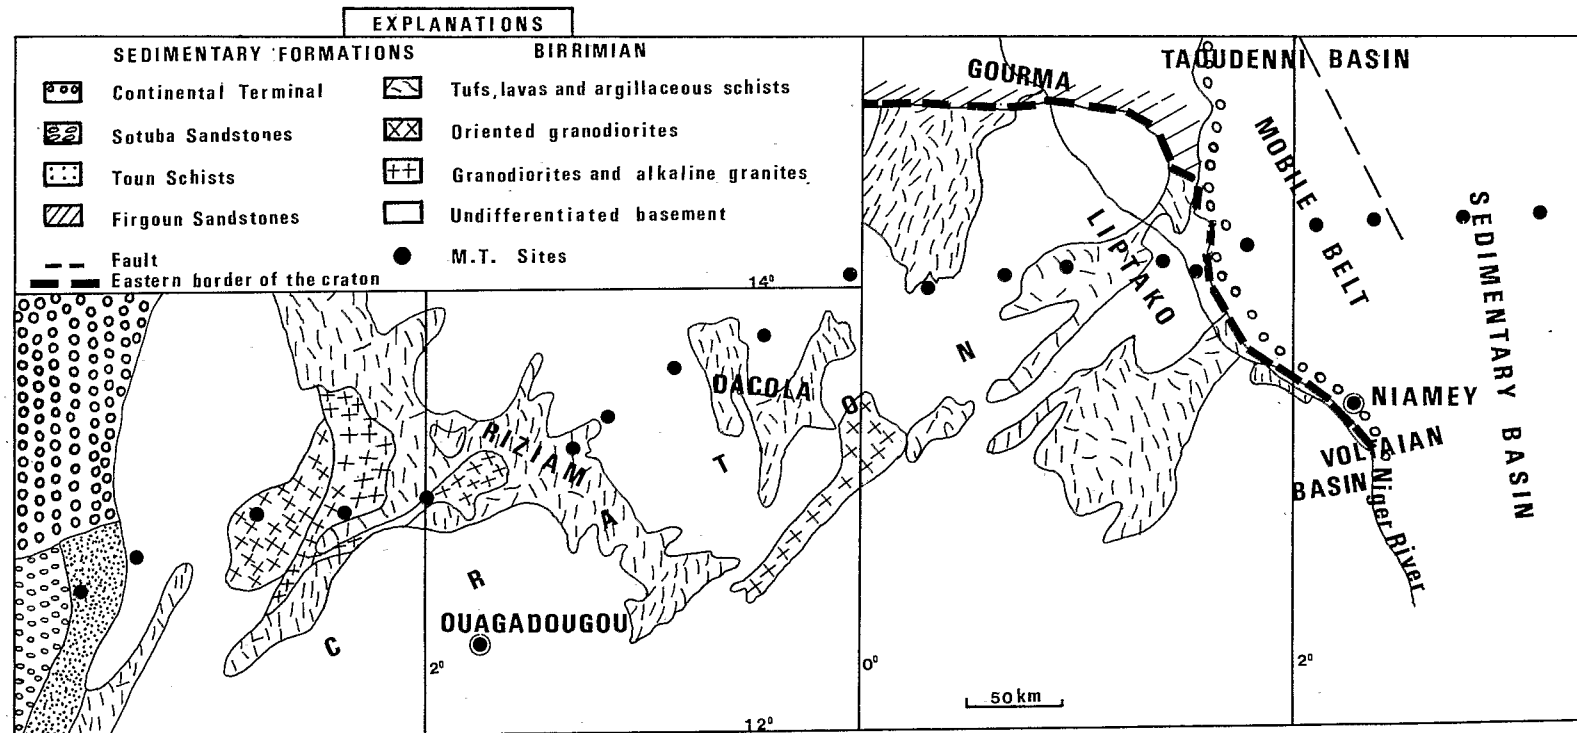 EXPLANATIONS
SEDIMENTARY FORMATIONS
Continental Terminal
Sotuba Sandstones
Toun Schists
Firgoun Sandstones
Fault
Eastern border of the craton
BIRRIMIAN
Tufs, lavas and argillaceous schists
Oriented granodiorites
Granodiorites and alkaline granites
Undifferentiated basement
M.T. Sites
GOURMA
TAOUDENNI BASIN
MOBILE BELT
SEDIMENTARY BASIN
LIPTAKO
14°
DACOLA
RIZIAM
NIAMEY
VOLTAIAN
BASIN
Niger River
CRATON
OUAGADOUGOU
2°
0°
2°
50 km
12°